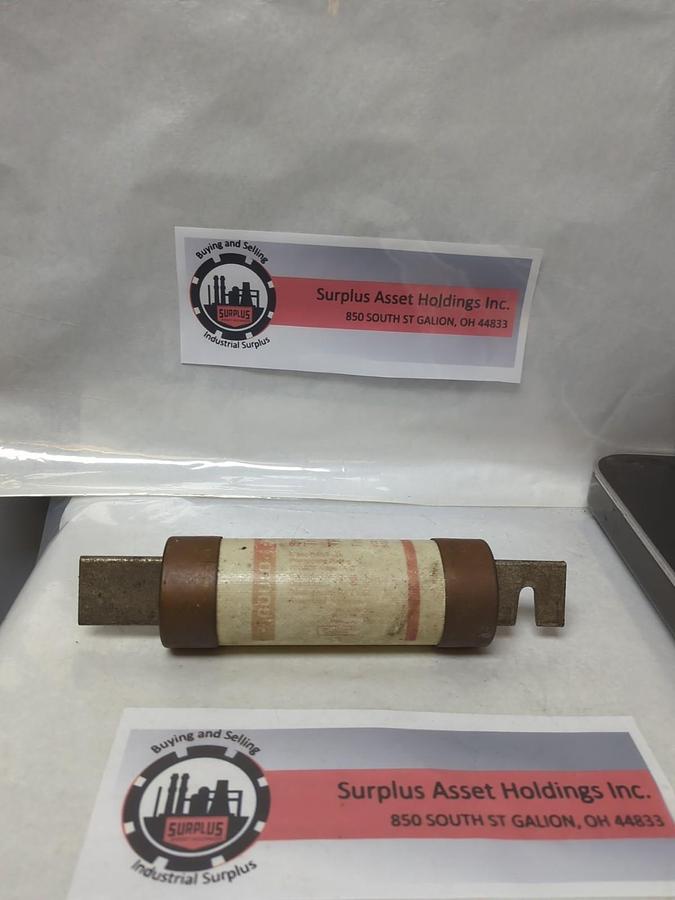 Buying and Selling
SURPLUS
Industrial Surplus
Surplus Asset Holdings Inc.
850 SOUTH ST GALION, OH 44833
Buying and Selling
SURPLUS
Industrial Surplus
Surplus Asset Holdings Inc.
850 SOUTH ST GALION, OH 44833